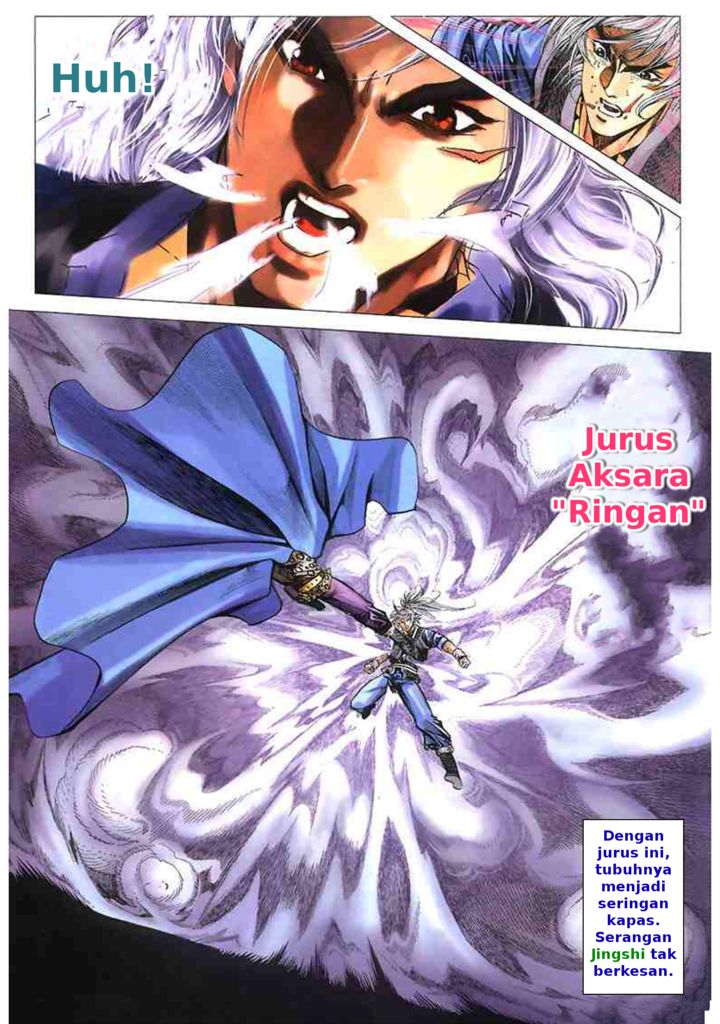 Huh!
Jurus
Aksara
"Ringan"
Dengan
jurus ini,
tubuhnya
menjadi
seringan
kapas.
Serangan
Jingshi tak
berkesan.